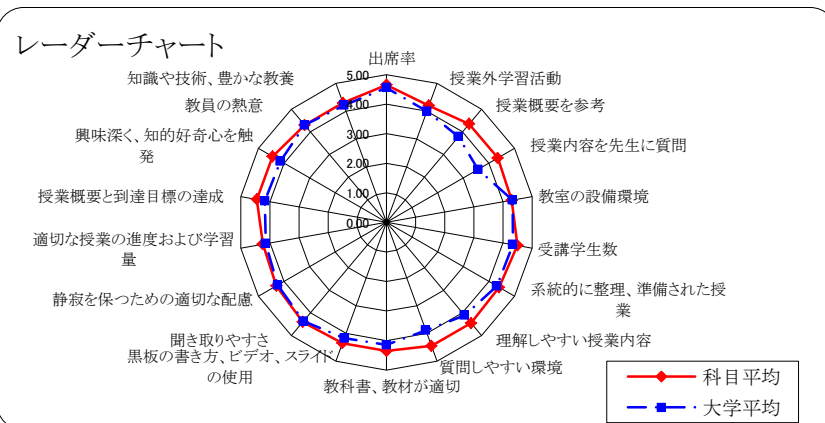 レーダーチャート
出席率
授業外学習活動
授業概要を参考
授業内容を先生に質問
教室の設備環境
受講学生数
系統的に整理、準備された授
業
理解しやすい授業内容
質問しやすい環境
教科書、教材が適切
黒板の書き方、ビデオ、スライド
の使用
聞き取りやすさ
静寂を保つための適切な配慮
適切な授業の進度および学習
量
授業概要と到達目標の達成
興味深く、知的好奇心を触
発
教員の熱意
知識や技術、豊かな教養
5.00
4.00
3.00
2.00
1.00
0.00
科目平均
大学平均